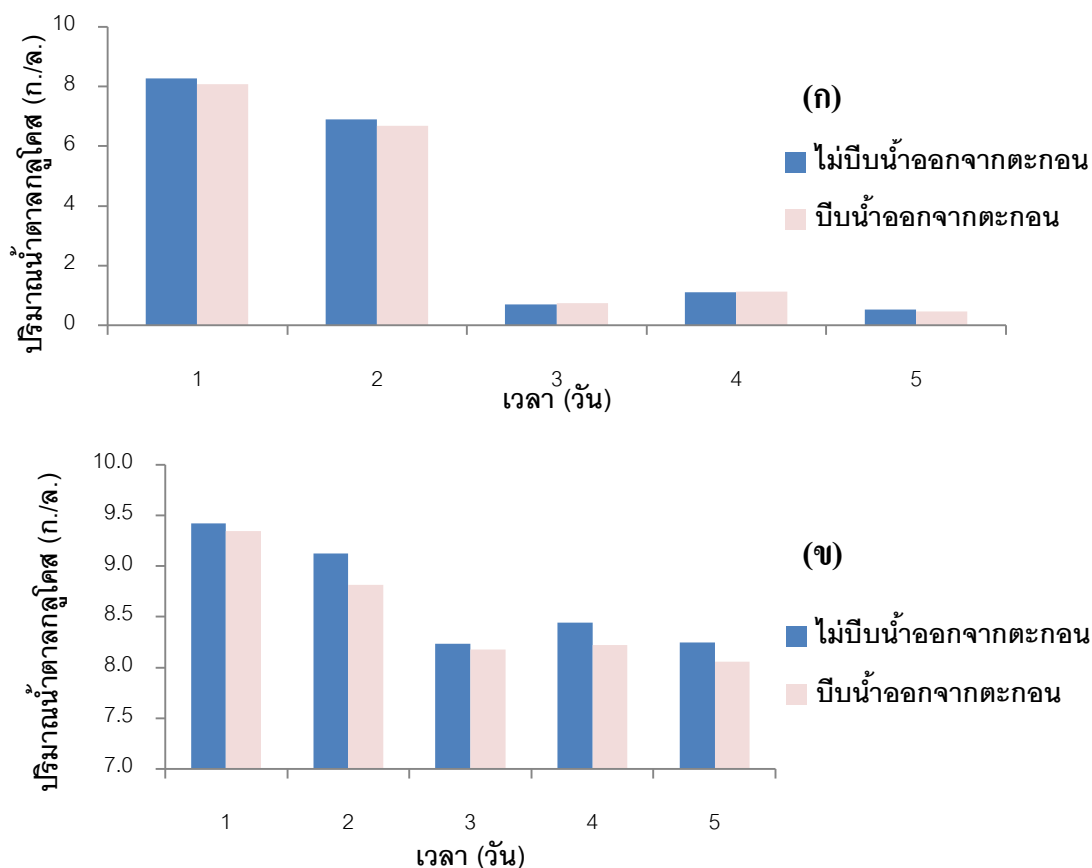 ปริมาณน้ำตาลกลูโคส (ก./ล.)
10
8
6
4
2
0
1 2 3 4 5
เวลา (วัน)
(ก)
ไม่บีบน้ำออกจากตะกอน
บีบน้ำออกจากตะกอน
ปริมาณน้ำตาลกลูโคส (ก./ล.)
10.0
9.5
9.0
8.5
8.0
7.5
7.0
1 2 3 4 5
เวลา (วัน)
(ข)
ไม่บีบน้ำออกจากตะกอน
บีบน้ำออกจากตะกอน